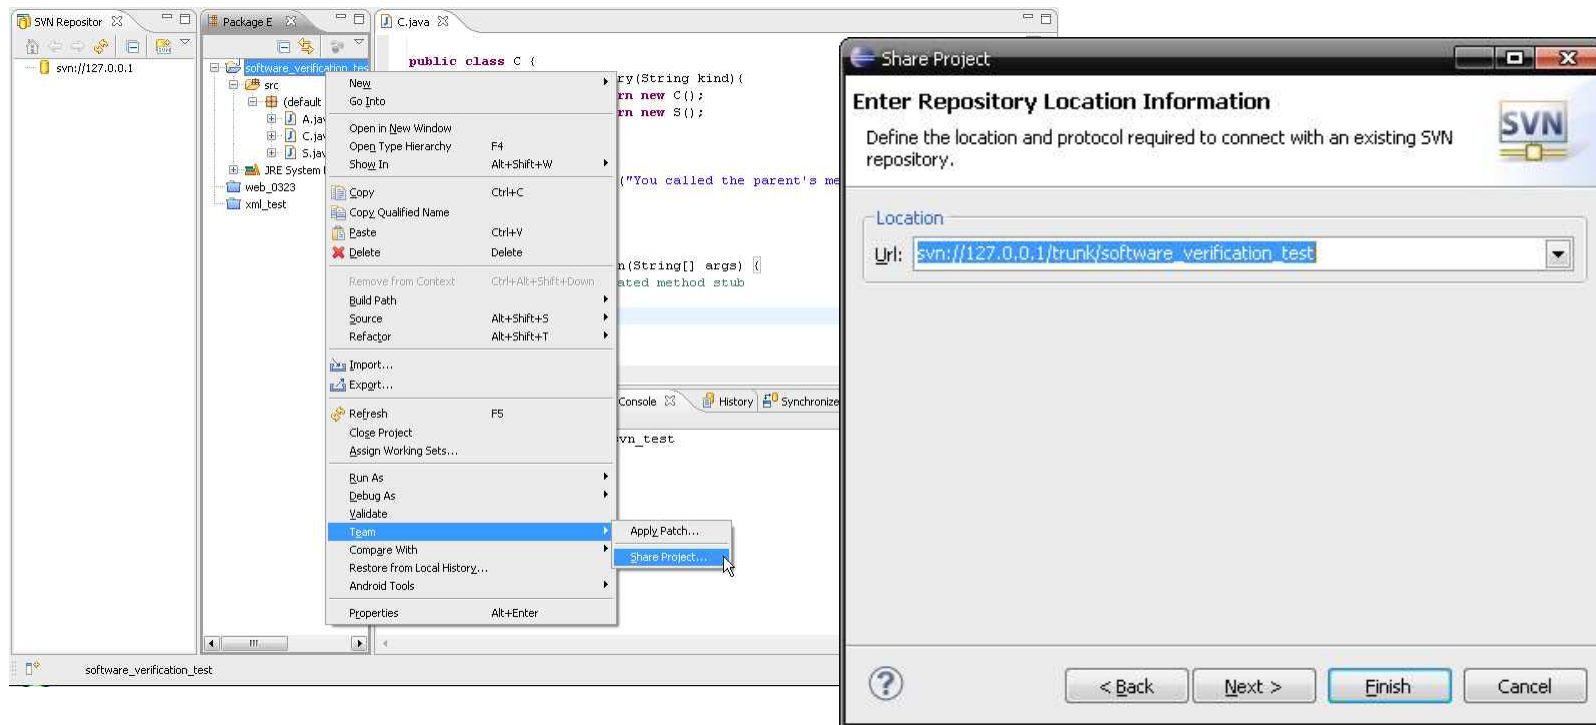 SVN Repositor
svn://127.0.0.1
Package E
software_verification_tes
src
(default
A.jav
C.jav
S.jav
JRE System
web_0323
xml_test
C.java
public class C {
ry(String kind){
rn new C();
rn new S();
("You called the parent's me
n(String[] args) {
ated method stub
New
Go Into
Open in New Window
Open Type Hierarchy F4
Show In Alt+Shift+W
Copy Ctrl+C
Copy Qualified Name
Paste Ctrl+V
Delete Delete
Remove from Context Ctrl+Alt+Shift+Down
Build Path
Source Alt+Shift+S
Refactor Alt+Shift+T
Import...
Export...
Refresh F5
Close Project
Assign Working Sets...
Run As
Debug As
Validate
Team
Compare With
Restore from Local History...
Android Tools
Properties Alt+Enter
Apply Patch...
Share Project...
Console History Synchronize
svn_test
software_verification_test
Share Project
Enter Repository Location Information
Define the location and protocol required to connect with an existing SVN
repository.
SVN
Location
Url: svn://127.0.0.1/trunk/software_verification_test
< Back Next > Finish Cancel